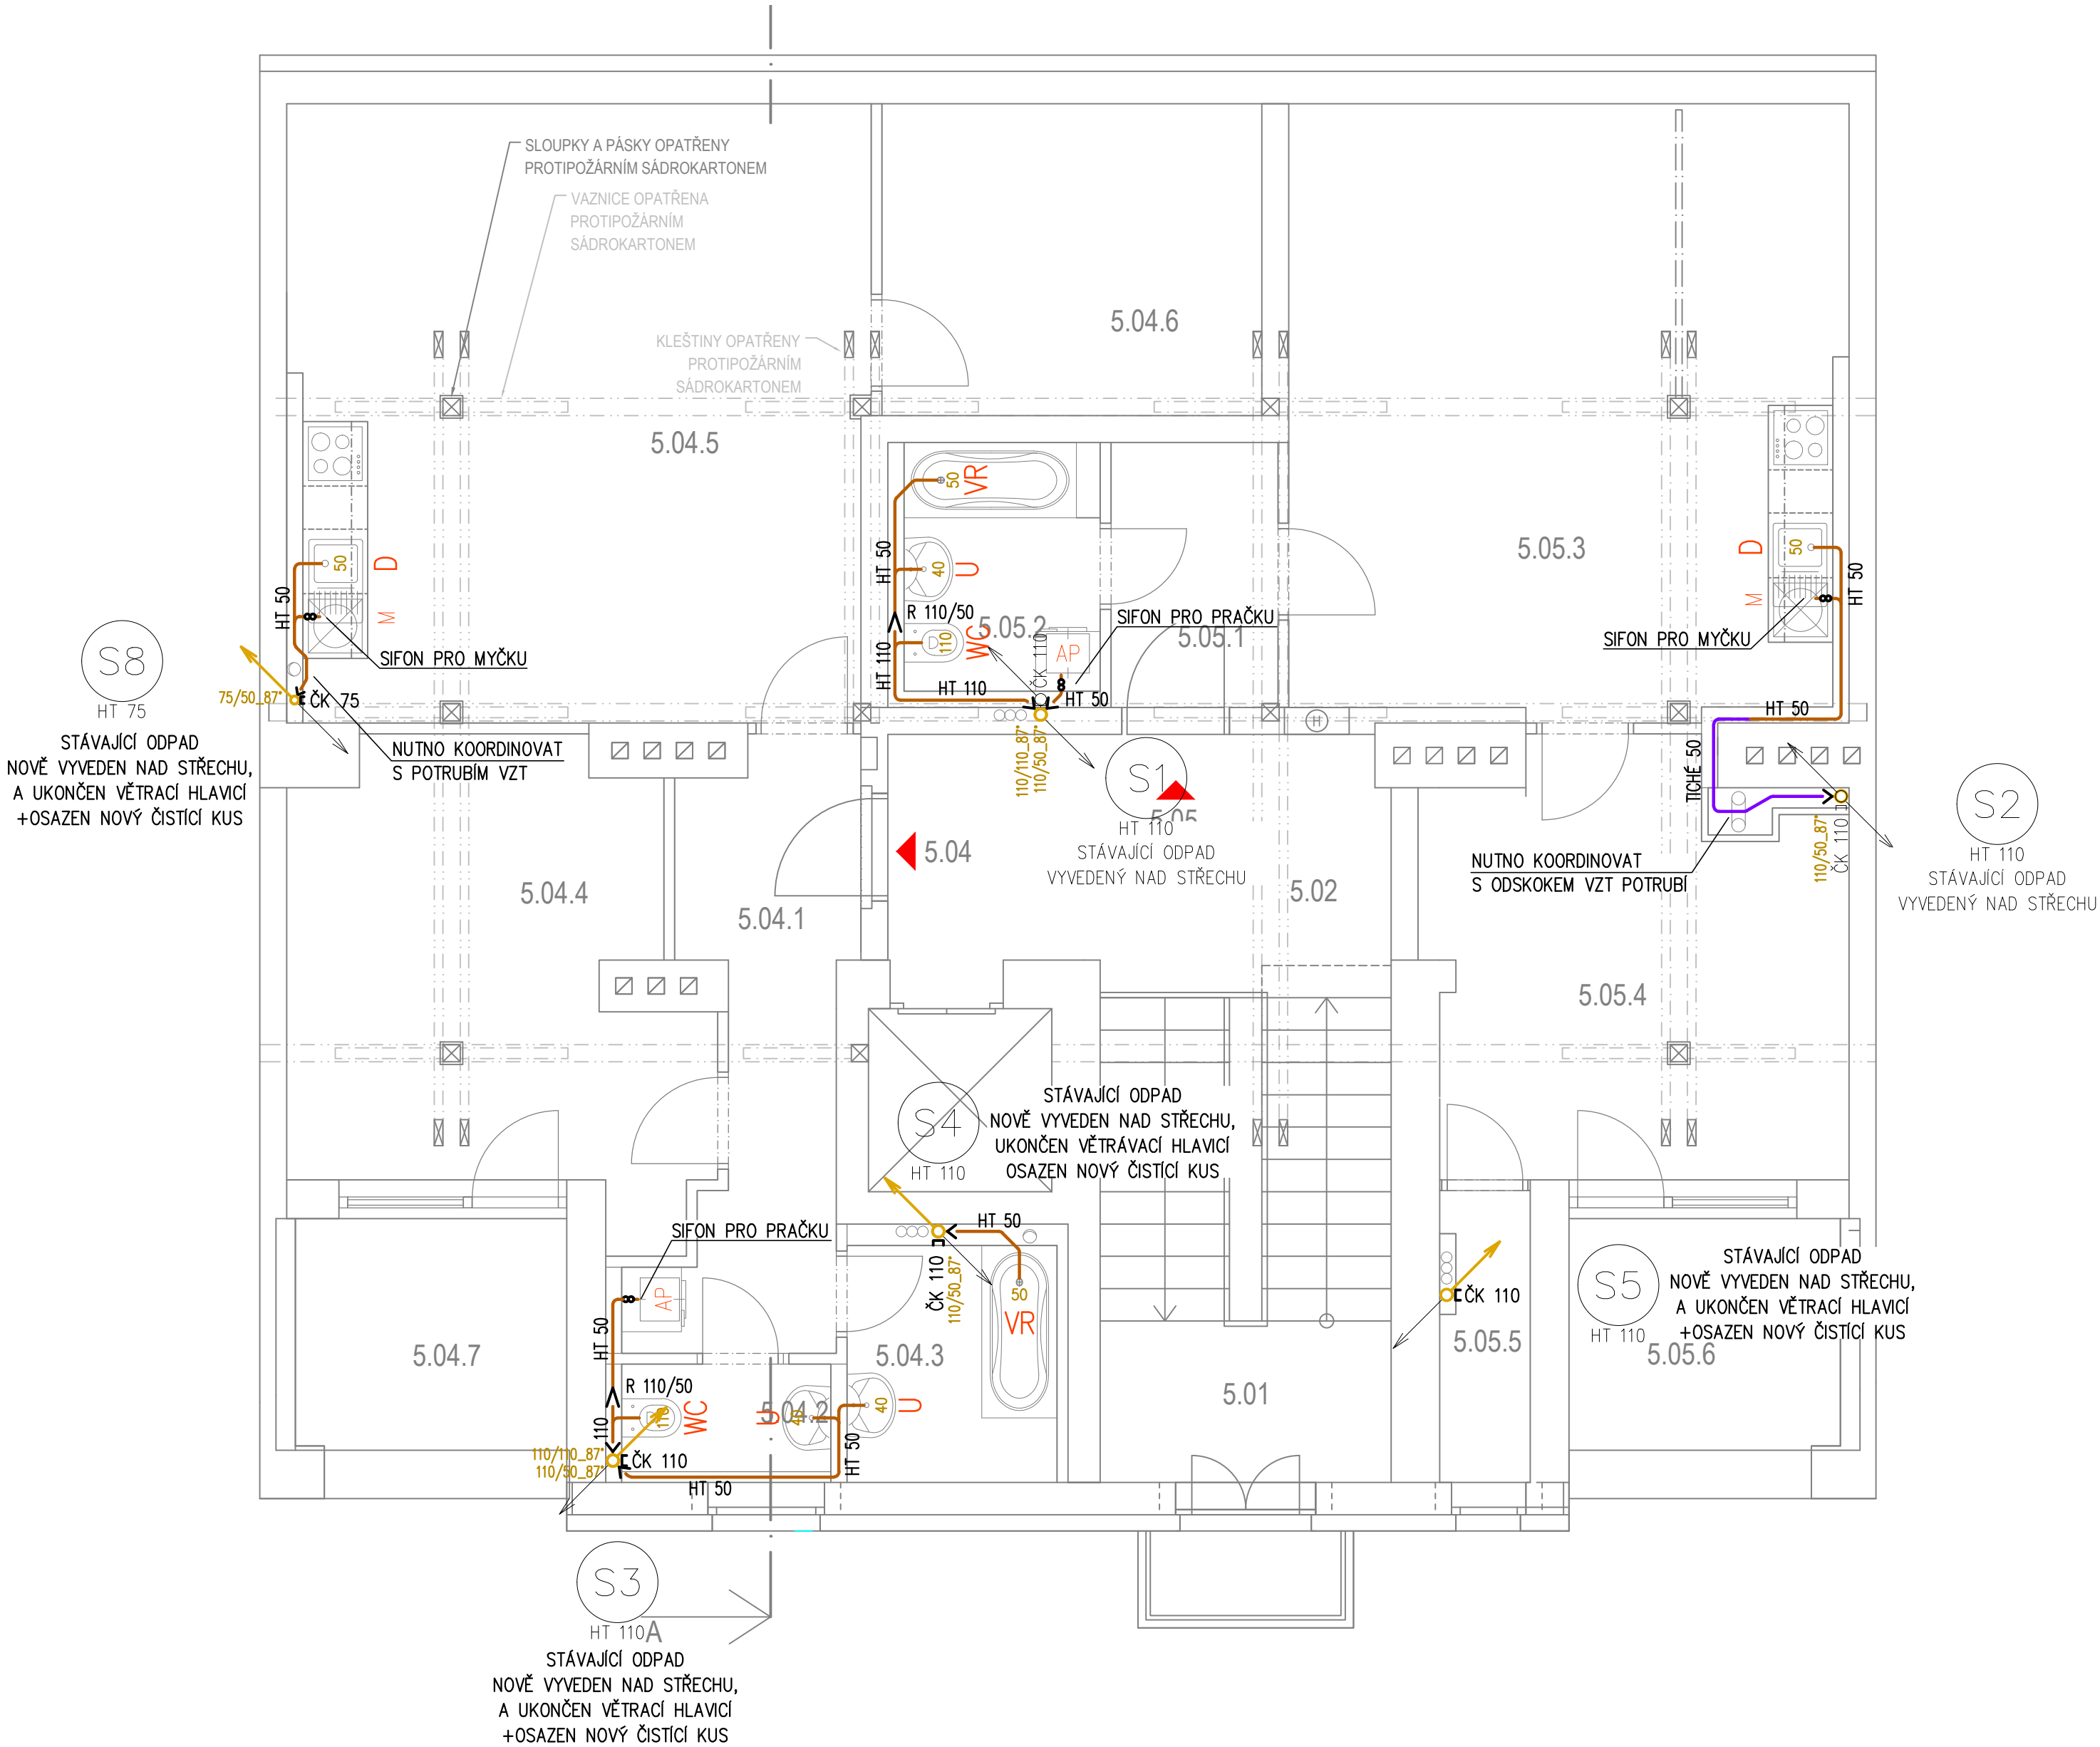 SLOUPKY A PÁSKY OPATŘENY
PROTIPOŽÁRNÍM SÁDROKARTONEM
VAZNICE OPATŘENA
PROTIPOŽÁRNÍM
SÁDROKARTONEM
KLEŠTINY OPATŘENY
PROTIPOŽÁRNÍM
SÁDROKARTONEM
5.04.6
5.04.5
5.05.3
50
VR
HT 50
40
U
R 110/50
5.05.2
110
WC
HT 110
HT 110
ČK 110
AP
SIFON PRO PRAČKU
5.05.1
HT 50
110/110_87°
110/50_87°
50
D
M
HT 50
SIFON PRO MYČKU
S8
HT 75
75/50_87°
ČK 75
STÁVAJÍCÍ ODPAD
NOVĚ VYVEDEN NAD STŘECHU,
A UKONČEN VĚTRACÍ HLAVICÍ
+OSAZEN NOVÝ ČISTÍCÍ KUS
NUTNO KOORDINOVAT
S POTRUBÍM VZT
D
50
M
HT 50
SIFON PRO MYČKU
HT 50
TICHÉ 50
S1
5.05
HT 110
STÁVAJÍCÍ ODPAD
VYVEDENÝ NAD STŘECHU
H
5.04
5.02
NUTNO KOORDINOVAT
S ODSKOKEM VZT POTRUBÍ
110/50_87°
ČK 110
S2
HT 110
STÁVAJÍCÍ ODPAD
VYVEDENÝ NAD STŘECHU
5.04.4
5.04.1
5.05.4
S4
HT 110
STÁVAJÍCÍ ODPAD
NOVĚ VYVEDEN NAD STŘECHU,
UKONČEN VĚTRÁVACÍ HLAVICÍ
OSAZEN NOVÝ ČISTÍCÍ KUS
SIFON PRO PRAČKU
HT 50
ČK 110
110/50_87°
50
VR
AP
HT 50
5.04.7
5.04.3
R 110/50
110
110
WC
U
40
5.04.2
40
U
HT 50
110/110_87°
110/50_87°
ČK 110
HT 50
5.01
ČK 110
5.05.5
S5
HT 110
STÁVAJÍCÍ ODPAD
NOVĚ VYVEDEN NAD STŘECHU,
A UKONČEN VĚTRACÍ HLAVICÍ
+OSAZEN NOVÝ ČISTÍCÍ KUS
5.05.6
S3
HT 110
A
STÁVAJÍCÍ ODPAD
NOVĚ VYVEDEN NAD STŘECHU,
A UKONČEN VĚTRACÍ HLAVICÍ
+OSAZEN NOVÝ ČISTÍCÍ KUS